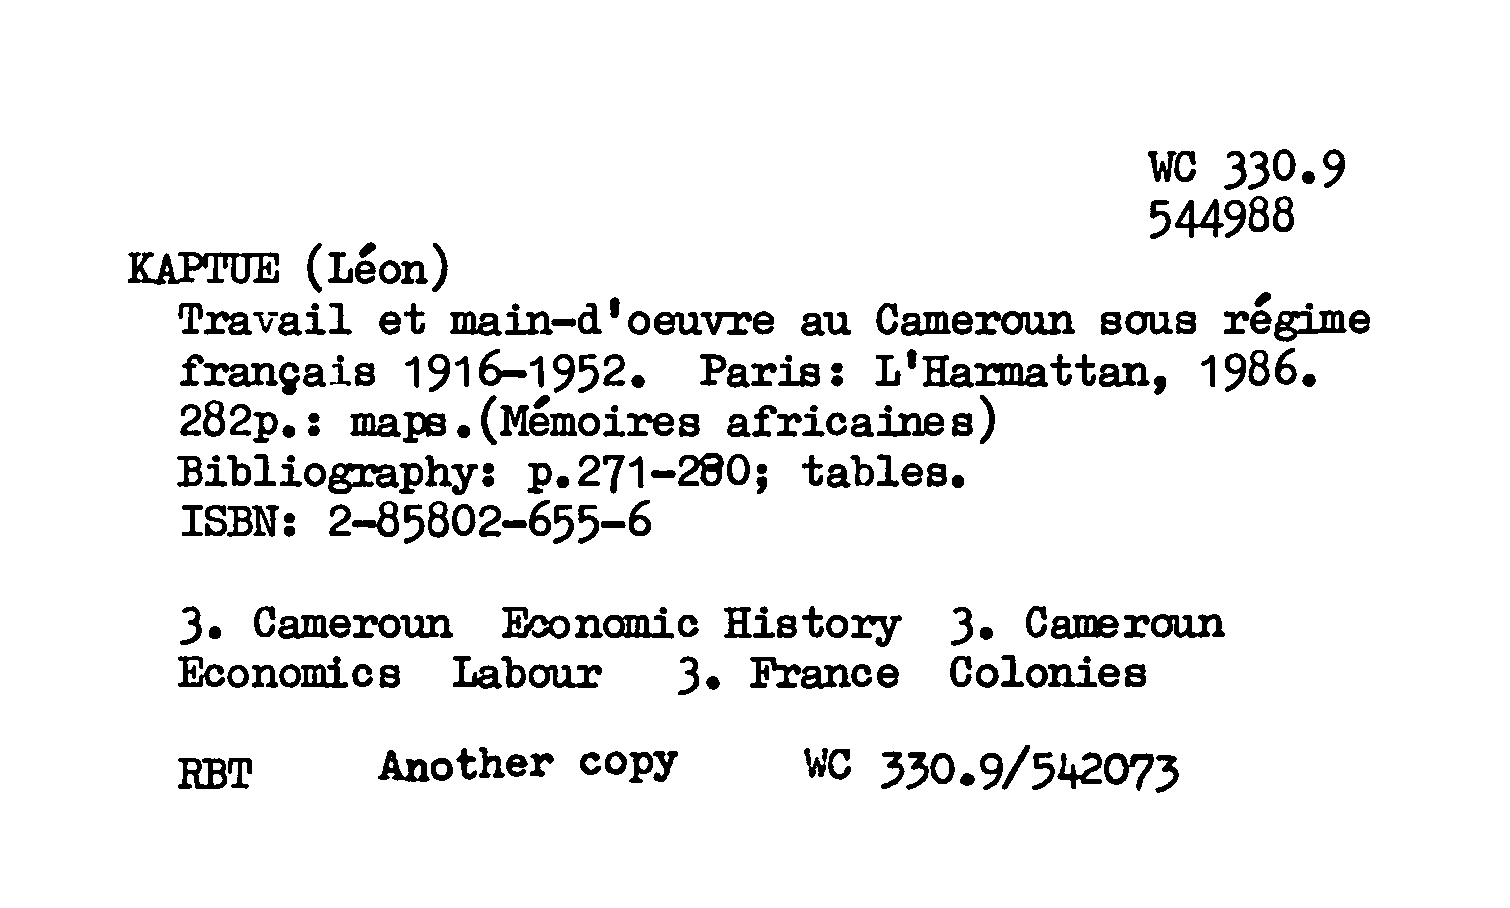 WC 330.9
544988
KAPTUE (Léon)
Travail et main-d'oeuvre au Cameroun sous régime
français 1916-1952. Paris: L'Harmattan, 1986.
282p.: maps.(Mémoires africaines)
Bibliography: p.271-280; tables.
ISBN: 2-85802-655-6
3. Cameroun Economic History 3. Cameroun
Economics Labour 3. France Colonies
RBT Another copy WC 330.9/542073